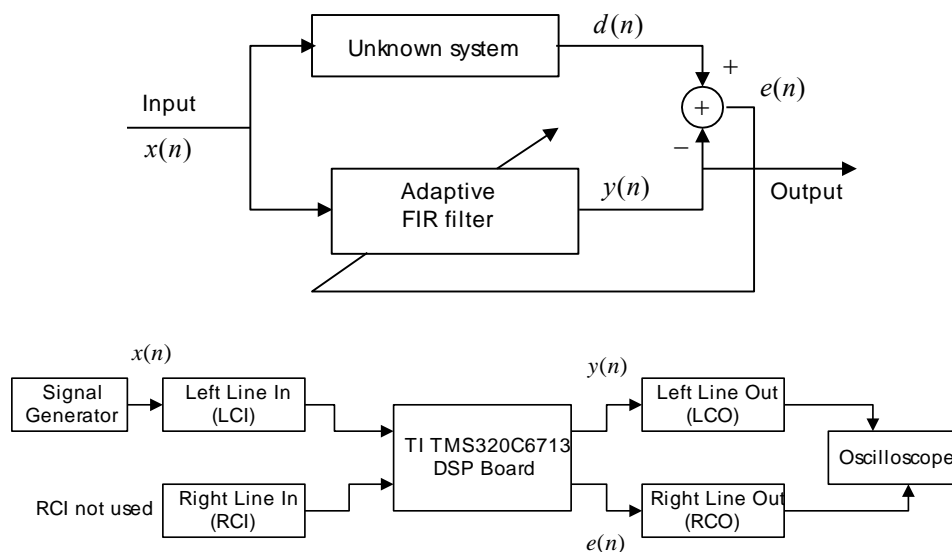 Unknown system
d(n)
+
Input
x(n)
+
e(n)
−
Adaptive
FIR filter
y(n)
Output
x(n)
y(n)
Signal
Generator
Left Line In
(LCI)
TI TMS320C6713
DSP Board
Left Line Out
(LCO)
Oscilloscope
RCI not used
Right Line In
(RCI)
Right Line Out
(RCO)
e(n)